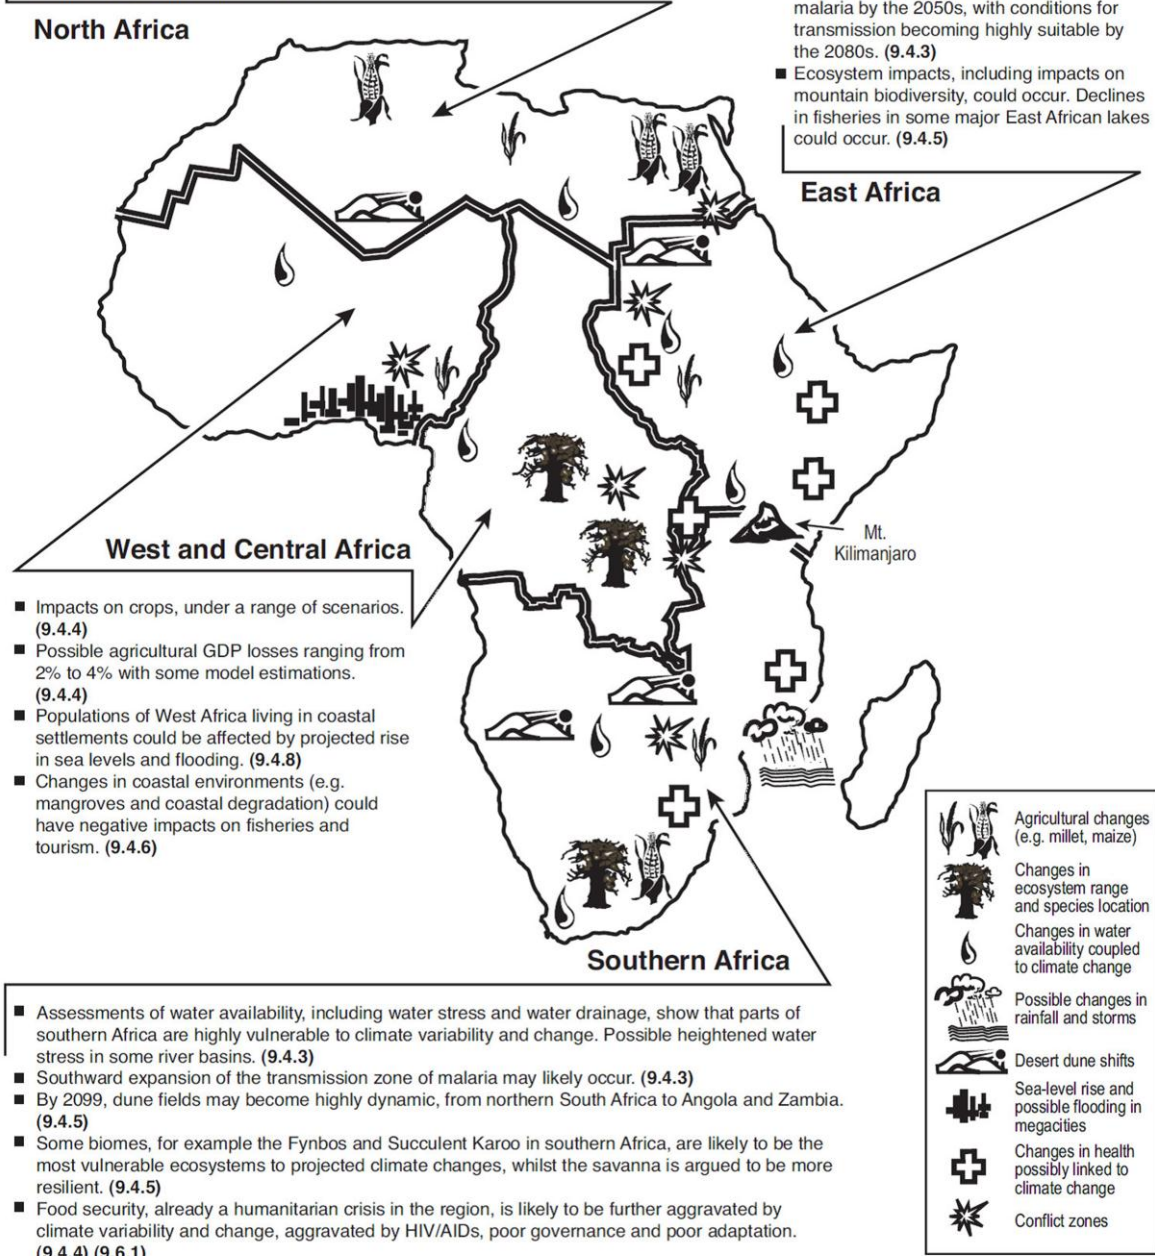 North Africa
malaria by the 2050s, with conditions for
transmission becoming highly suitable by
the 2080s. (9.4.3)
■ Ecosystem impacts, including impacts on
mountain biodiversity, could occur. Declines
in fisheries in some major East African lakes
could occur. (9.4.5)
East Africa
Mt.
Kilimanjaro
West and Central Africa
■ Impacts on crops, under a range of scenarios.
(9.4.4)
■ Possible agricultural GDP losses ranging from
2% to 4% with some model estimations.
(9.4.4)
■ Populations of West Africa living in coastal
settlements could be affected by projected rise
in sea levels and flooding. (9.4.8)
■ Changes in coastal environments (e.g.
mangroves and coastal degradation) could
have negative impacts on fisheries and
tourism. (9.4.6)
Southern Africa
■ Assessments of water availability, including water stress and water drainage, show that parts of
southern Africa are highly vulnerable to climate variability and change. Possible heightened water
stress in some river basins. (9.4.3)
■ Southward expansion of the transmission zone of malaria may likely occur. (9.4.3)
■ By 2099, dune fields may become highly dynamic, from northern South Africa to Angola and Zambia.
(9.4.5)
■ Some biomes, for example the Fynbos and Succulent Karoo in southern Africa, are likely to be the
most vulnerable ecosystems to projected climate changes, whilst the savanna is argued to be more
resilient. (9.4.5)
■ Food security, already a humanitarian crisis in the region, is likely to be further aggravated by
climate variability and change, aggravated by HIV/AIDs, poor governance and poor adaptation.
(9.4.4) (9.6.1)
Agricultural changes
(e.g. millet, maize)
Changes in
ecosystem range
and species location
Changes in water
availability coupled
to climate change
Possible changes in
rainfall and storms
Desert dune shifts
Sea-level rise and
possible flooding in
megacities
Changes in health
possibly linked to
climate change
Conflict zones